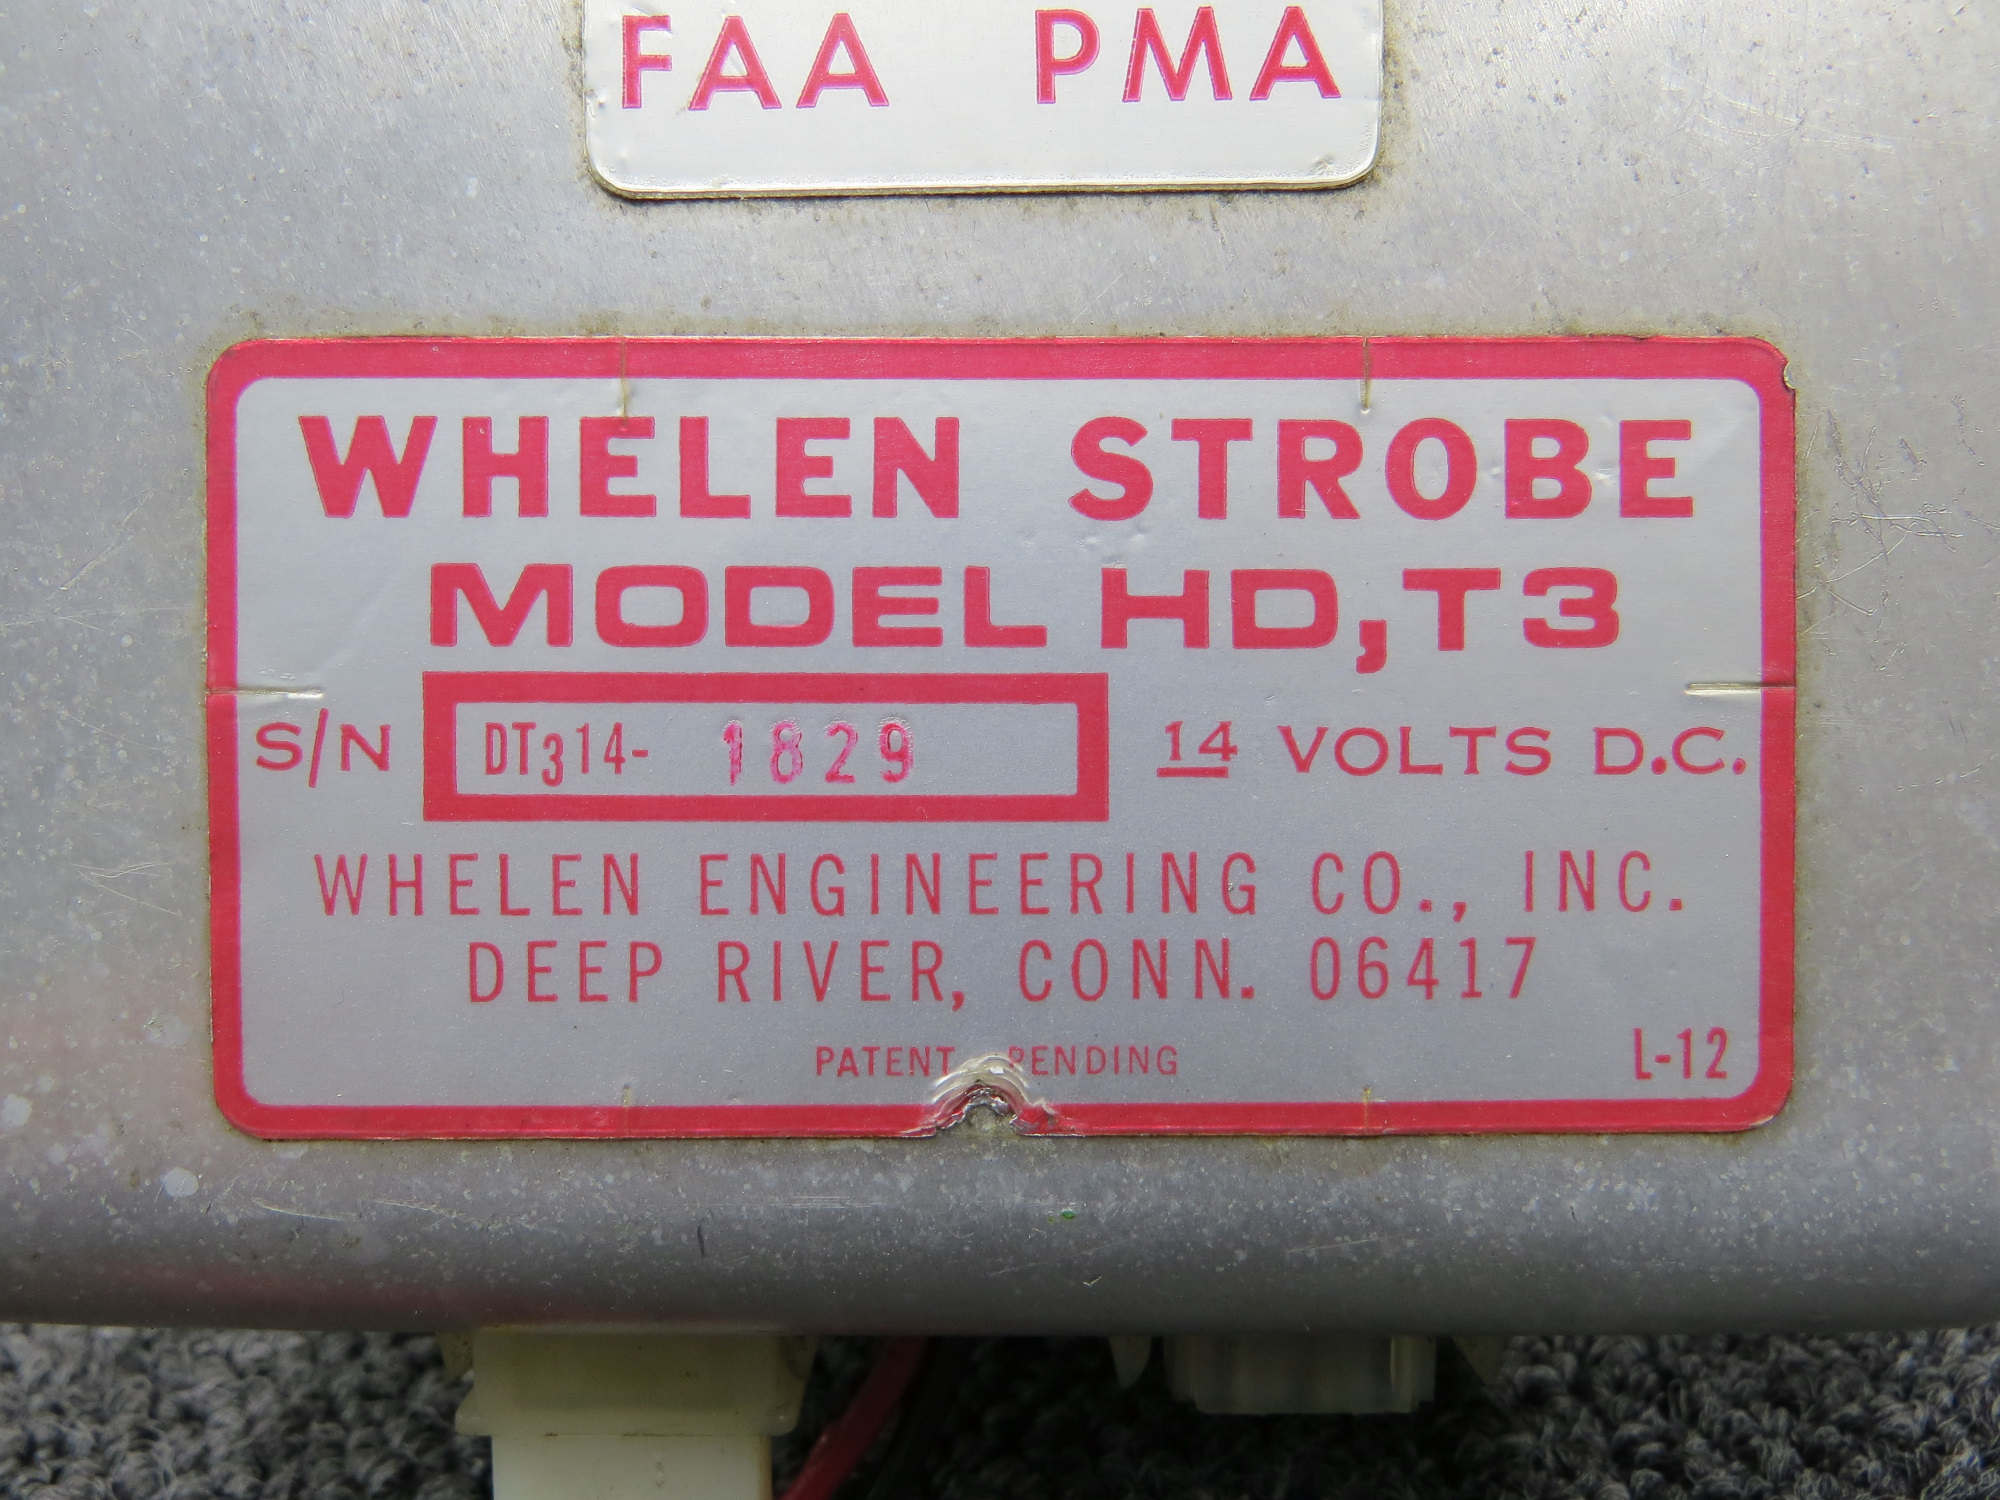 FAA PMA
WHELEN STROBE
MODEL HD,T3
S/N DT314- 1829 14 VOLTS D.C.
WHELEN ENGINEERING CO., INC.
DEEP RIVER, CONN. 06417
PATENT PENDING
L-12